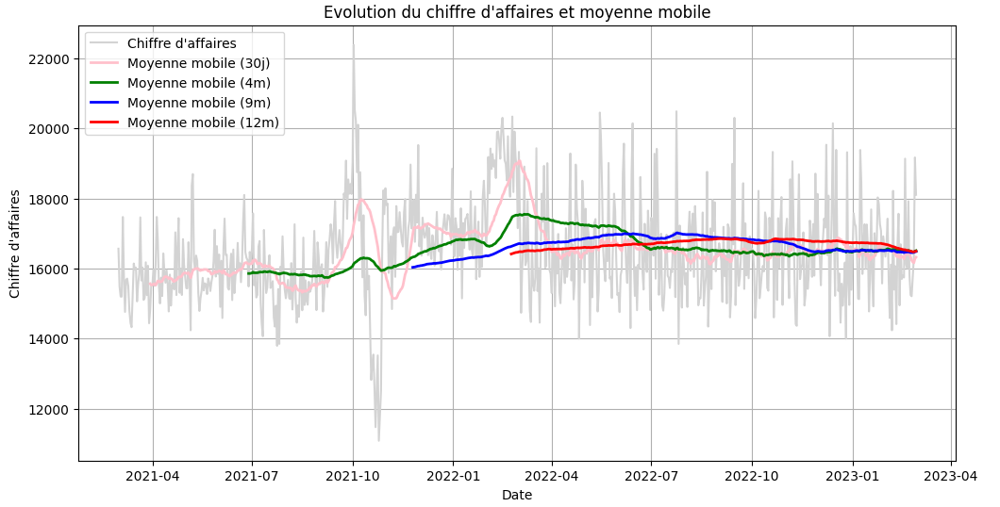 Evolution du chiffre d'affaires et moyenne mobile
Chiffre d'affaires
Moyenne mobile (30j)
Moyenne mobile (4m)
Moyenne mobile (9m)
Moyenne mobile (12m)
Chiffre d'affaires
22000
20000
18000
16000
14000
12000
2021-04 2021-07 2021-10 2022-01 2022-04 2022-07 2022-10 2023-01 2023-04
Date